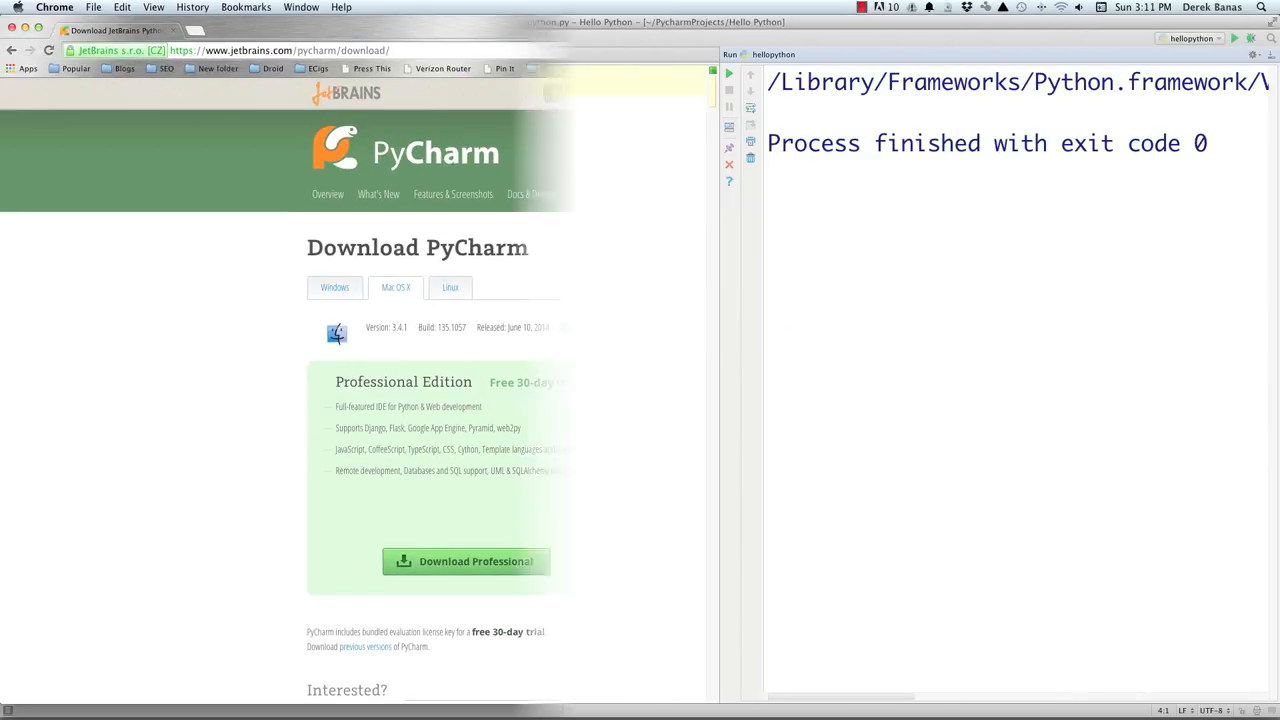 Chrome File Edit View History Bookmarks Window Help 10 Sun 3:11 PM Derek Banas
Download JetBrains Pytho
ython.py – Hello Python – [~/PycharmProjects/Hello Python]
JetBrains s.r.o. [CZ] https://www.jetbrains.com/pycharm/download/
hellopython
Apps Popular Blogs SEO New folder Droid ECigs Press This Verizon Router Pin It
Run hellopython
JETBRAINS
/Library/Frameworks/Python.framework/V
Process finished with exit code 0
PyCharm
Overview What's New Features & Screenshots Docs &
Download PyCharm
Windows Mac OS X Linux
Version: 3.4.1 Build: 135.1057 Released: June 10, 2014
Professional Edition Free 30-day
Full-featured IDE for Python & Web development
Supports Django, Flask, Google App Engine, Pyramid, web2py
JavaScript, CoffeeScript, TypeScript, CSS, Cython, Template languages
Remote development, Databases and SQL support, UML & SQLAlchemy
Download Professional
PyCharm includes bundled evaluation license key for a free 30-day trial
Download previous versions of PyCharm.
Interested?
4:1 LF UTF-8